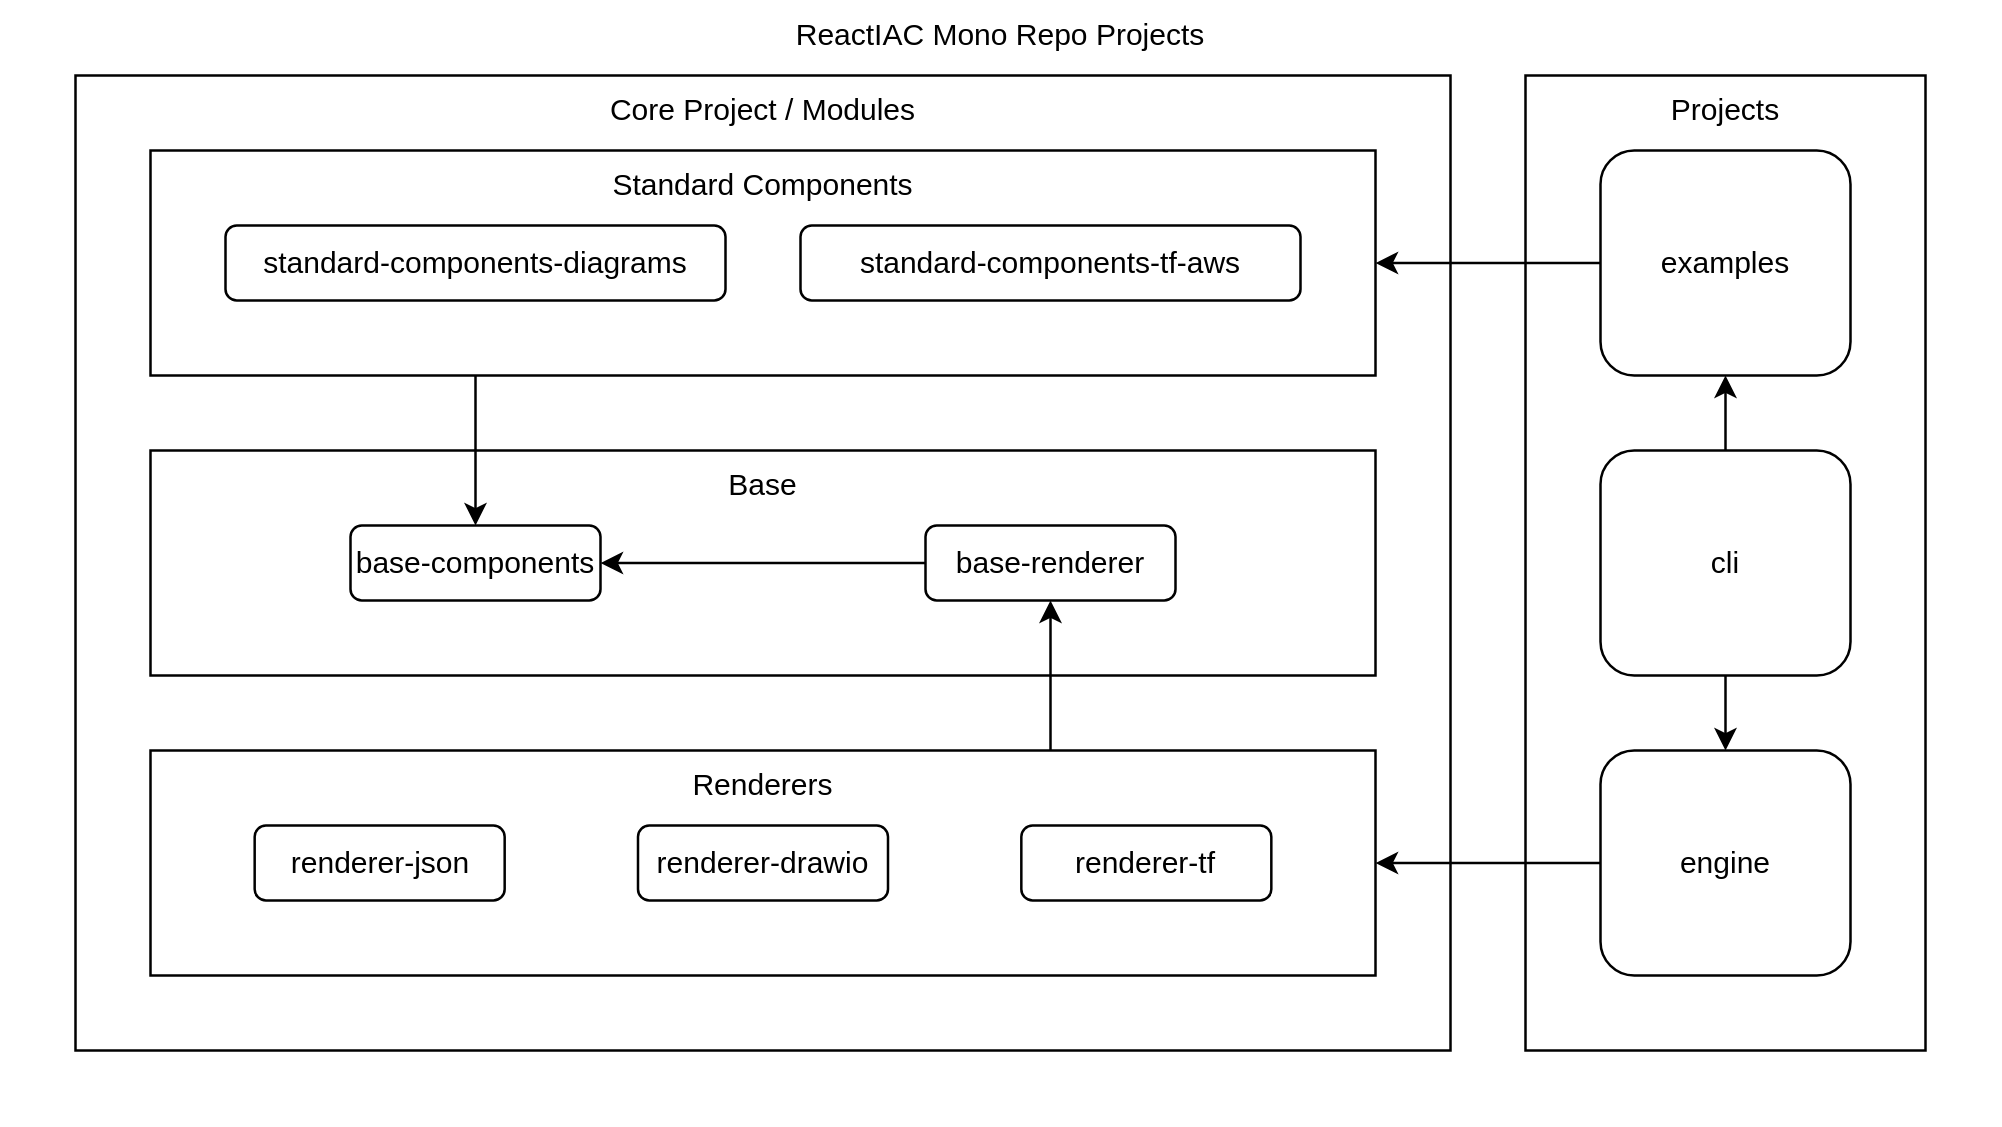 ReactIAC Mono Repo Projects
Core Project / Modules
Standard Components
standard-components-diagrams
standard-components-tf-aws
Base
base-components
base-renderer
Renderers
renderer-json
renderer-drawio
renderer-tf
Projects
examples
cli
engine